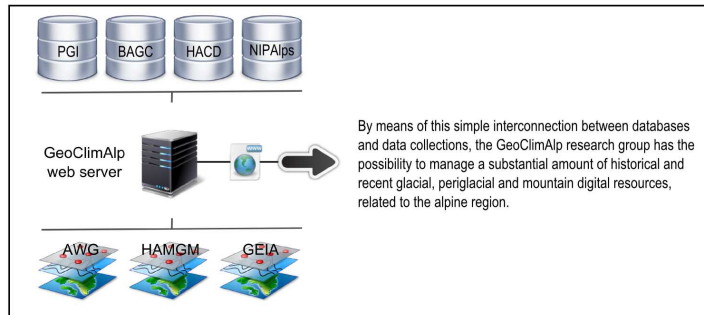 PGI BAGC HACD NIPAlps
GeoClimAlp
web server
WWW
By means of this simple interconnection between databases
and data collections, the GeoClimAlp research group has the
possibility to manage a substantial amount of historical and
recent glacial, periglacial and mountain digital resources,
related to the alpine region.
AWG HAMGM GEIA